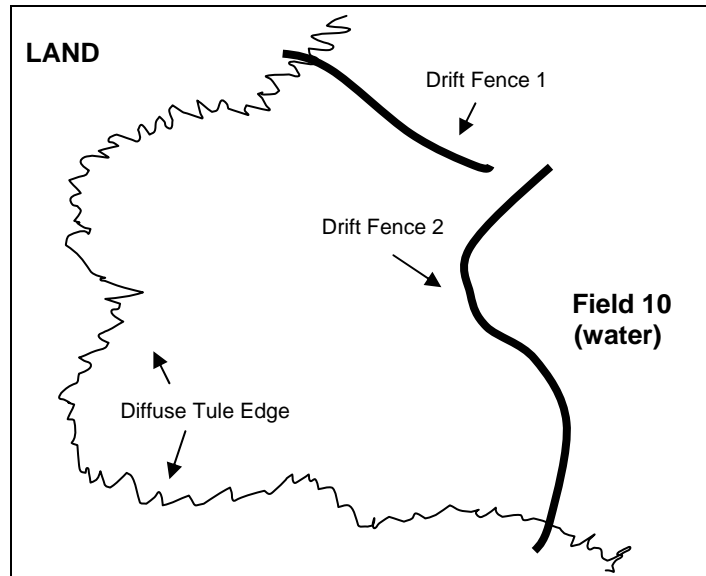 LAND
Drift Fence 1
Drift Fence 2
Field 10
(water)
Diffuse Tule Edge